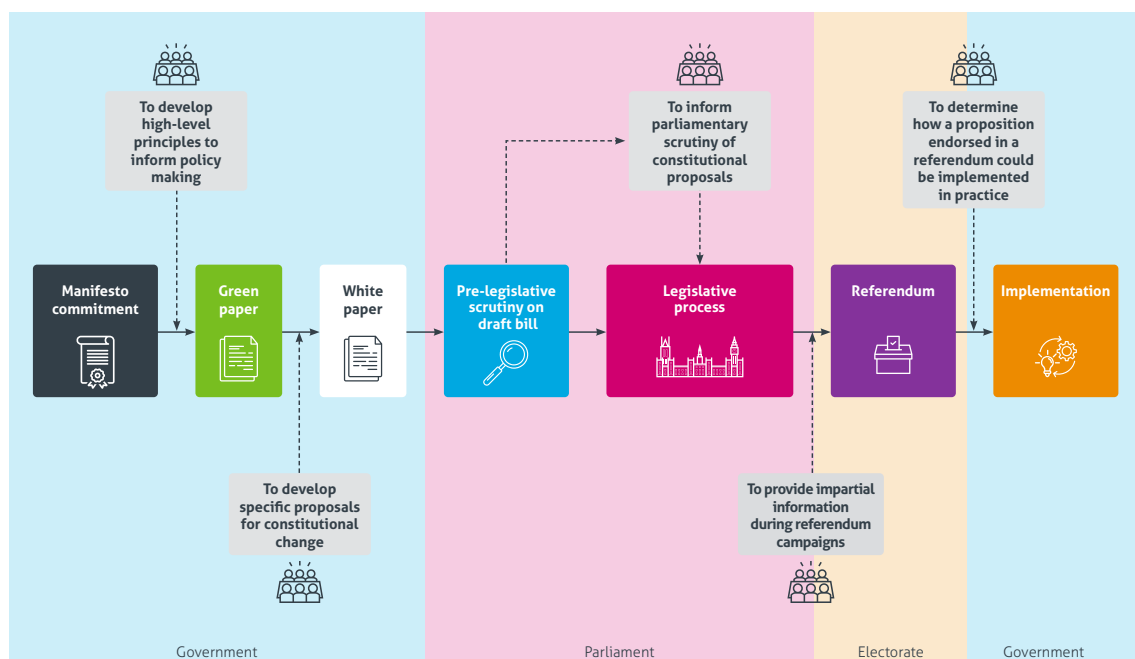 To develop
high-level
principles to
inform policy
making
To inform
parliamentary
scrutiny of
constitutional
proposals
To determine
how a proposition
endorsed in a
referendum could
be implemented
in practice
Manifesto
commitment
Green
paper
White
paper
Pre-legislative
scrutiny on
draft bill
Legislative
process
Referendum
Implementation
To develop
specific proposals
for constitutional
change
To provide impartial
information
during referendum
campaigns
Government
Parliament
Electorate
Government